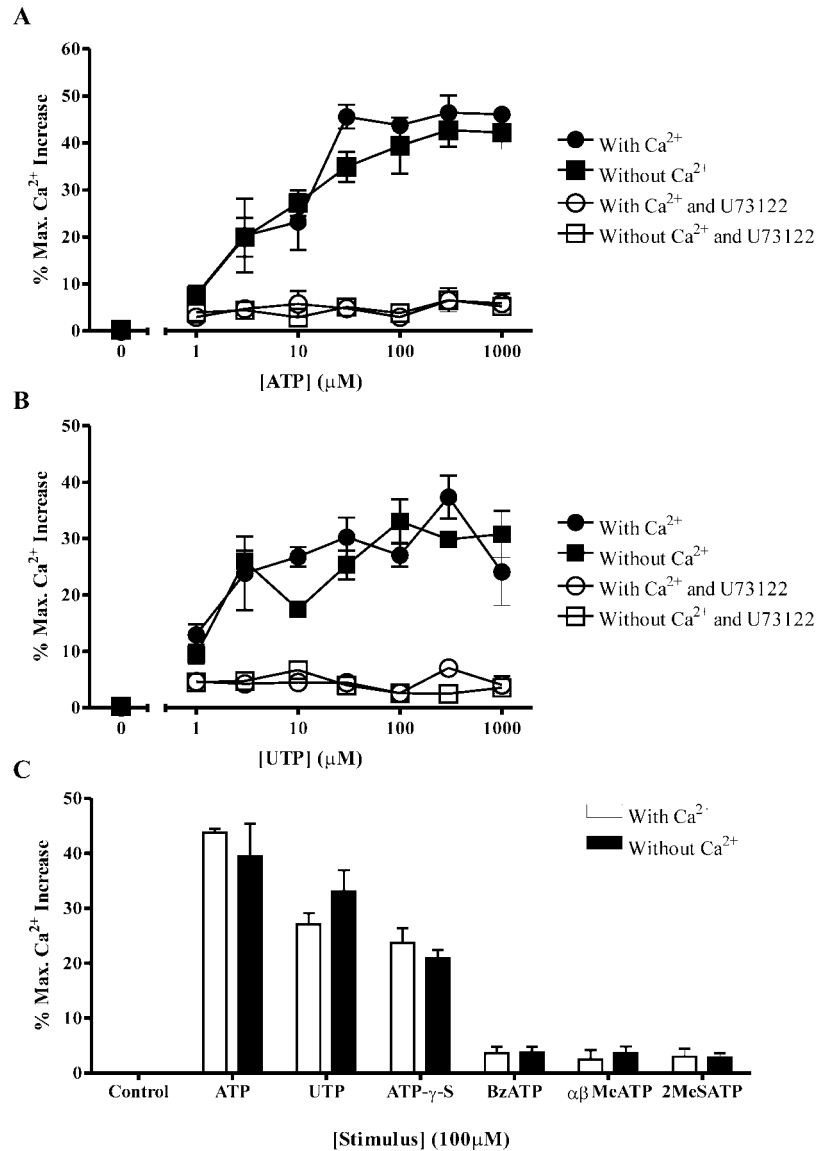 A
60
50
40
30
20
10
0
% Max. Ca²⁺ Increase
0 1 10 100 1000
[ATP] (µM)
With Ca²⁺
Without Ca²⁺
With Ca²⁺ and U73122
Without Ca²⁺ and U73122
B
50
40
30
20
10
0
% Max. Ca²⁺ Increase
0 1 10 100 1000
[UTP] (µM)
With Ca²⁺
Without Ca²⁺
With Ca²⁺ and U73122
Without Ca²⁺ and U73122
C
50
40
30
20
10
0
% Max. Ca²⁺ Increase
With Ca²⁺
Without Ca²⁺
Control ATP UTP ATP-γ-S BzATP αβMeATP 2MeSATP
[Stimulus] (100µM)